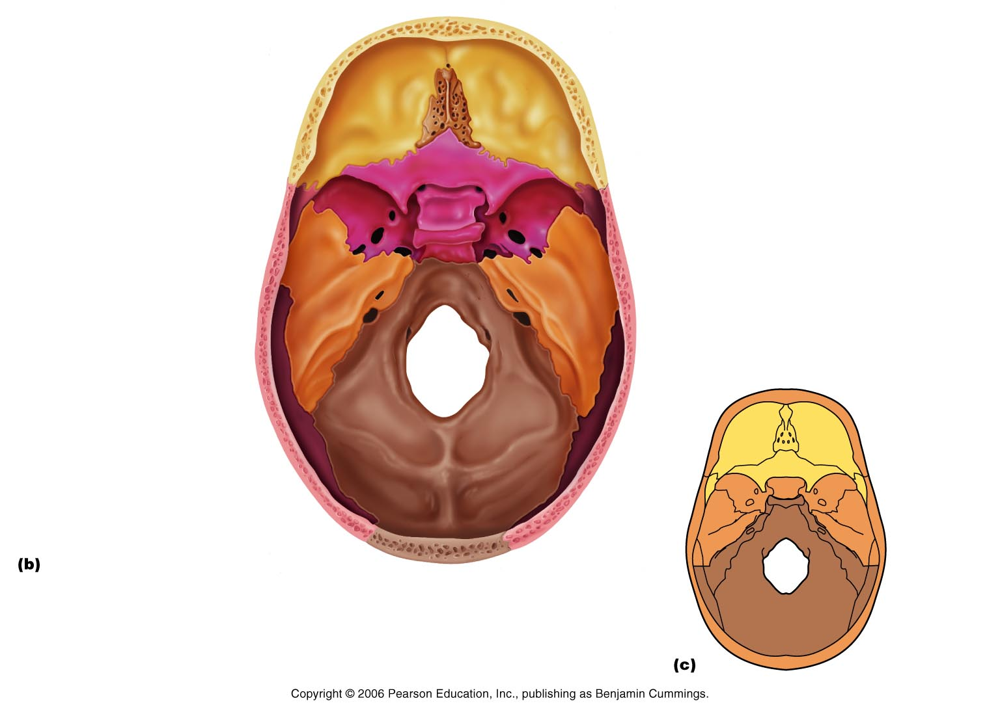 (b)
(c)
Copyright © 2006 Pearson Education, Inc., publishing as Benjamin Cummings.